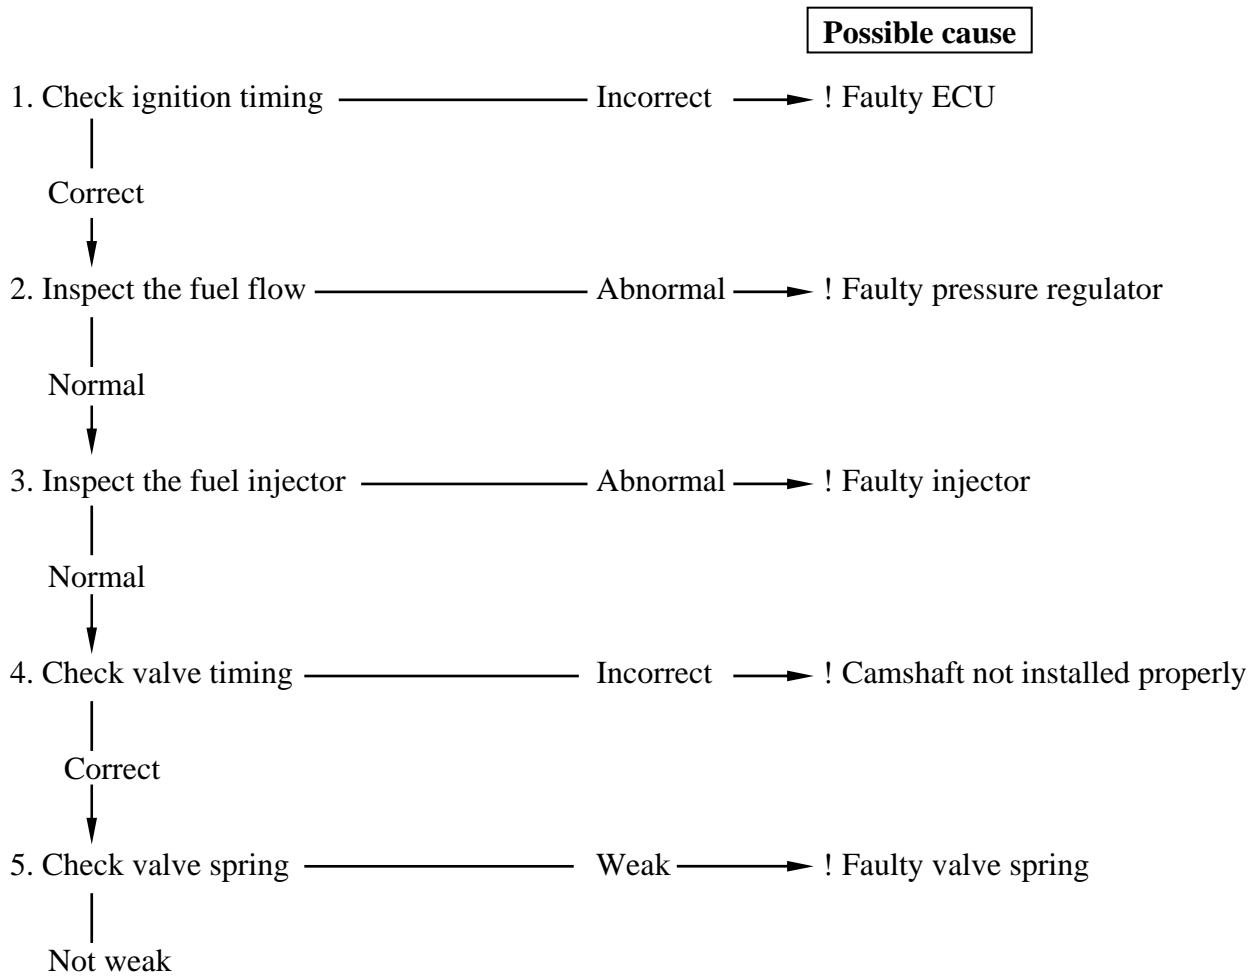 Possible cause
1. Check ignition timing Incorrect ! Faulty ECU
Correct
2. Inspect the fuel flow Abnormal ! Faulty pressure regulator
Normal
3. Inspect the fuel injector Abnormal ! Faulty injector
Normal
4. Check valve timing Incorrect ! Camshaft not installed properly
Correct
5. Check valve spring Weak ! Faulty valve spring
Not weak